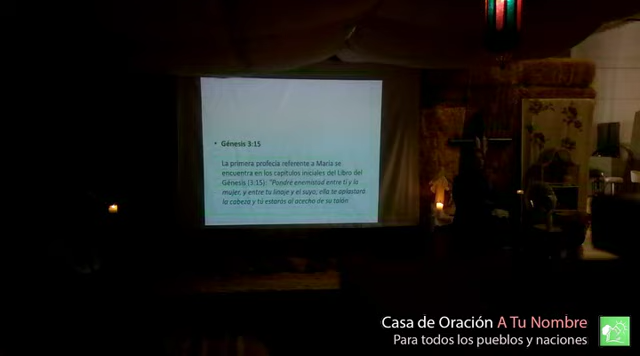 • Génesis 3:15
La primera profecía referente a María se
encuentra en los capítulos iniciales del Libro del
Génesis (3:15): "Pondré enemistad entre ti y la
mujer, y entre tu linaje y el suyo; ella te aplastará
la cabeza y tú estarás al acecho de su talón
Casa de Oración A Tu Nombre
Para todos los pueblos y naciones